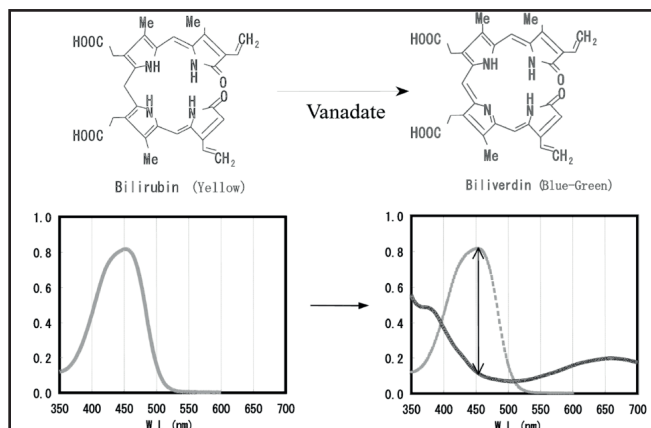 Me Me
HOOC CH2
NH N H O
H N H N O
HOOC
Me CH2
Bilirubin (Yellow)
Vanadate
Me Me
HOOC CH2
NH N H O
N H N O
HOOC
Me CH2
Biliverdin (Blue-Green)
1.0
0.8
0.6
0.4
0.2
0.0
350 400 450 500 550 600 650 700
W.L (nm)
1.0
0.8
0.6
0.4
0.2
0.0
350 400 450 500 550 600 650 700
W.L (nm)